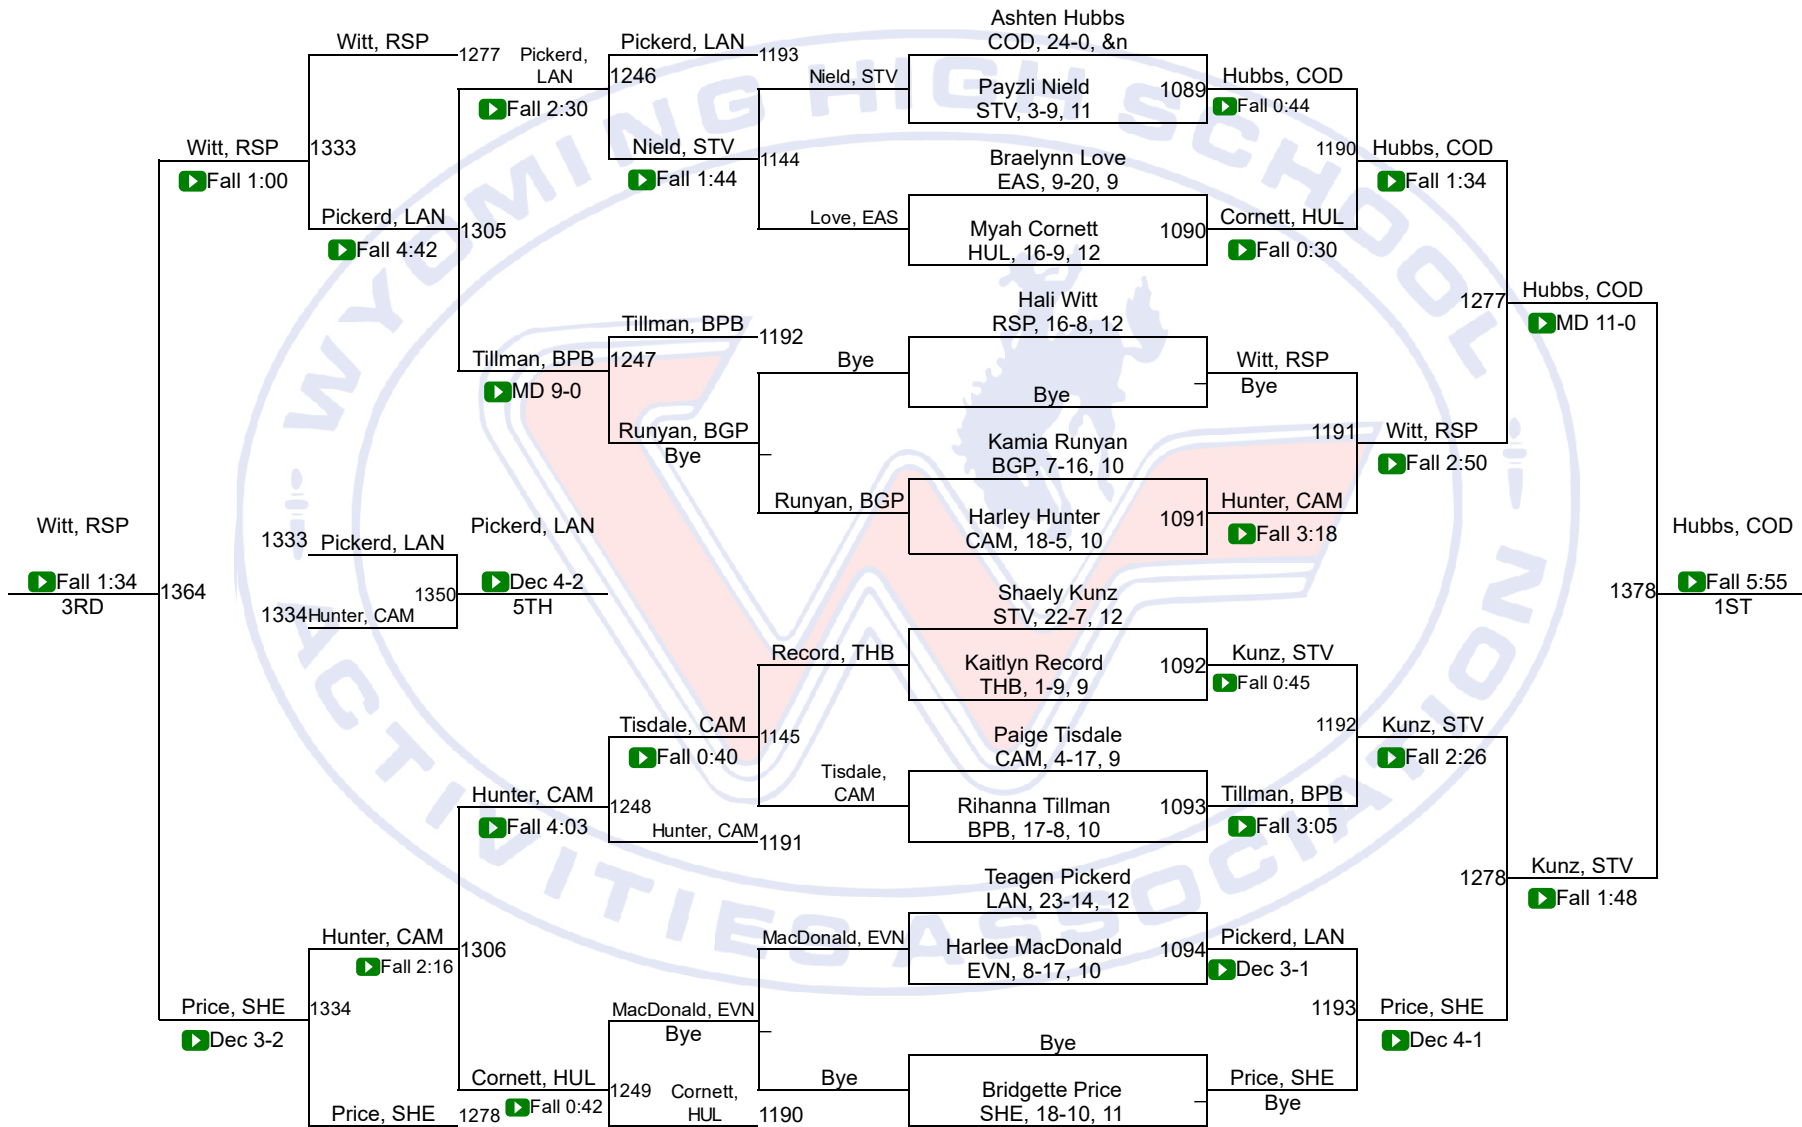 WYOMING HIGH SCHOOL
ACTIVITIES ASSOCIATION
Witt, RSP
Fall 1:34
3RD
1364
Witt, RSP
Fall 1:00
Price, SHE
Dec 3-2
Witt, RSP
1277
1333
Pickerd, LAN
Fall 4:42
1305
1333 Pickerd, LAN
1334 Hunter, CAM
1350
Pickerd, LAN
Dec 4-2
5TH
Hunter, CAM
Fall 2:16
1306
1334
Price, SHE
1278
Pickerd,
LAN
Fall 2:30
1246
Tillman, BPB
MD 9-0
1247
Hunter, CAM
Fall 4:03
1248
Cornett, HUL
Fall 0:42
1249
Pickerd, LAN
1193
Nield, STV
Fall 1:44
1144
Tillman, BPB
1192
Runyan, BGP
Bye
Tisdale, CAM
Fall 0:40
1145
Hunter, CAM
1191
MacDonald, EVN
Bye
Cornett,
HUL
1190
Nield, STV
Love, EAS
Bye
Runyan, BGP
Record, THB
Tisdale,
CAM
MacDonald, EVN
Bye
Ashten Hubbs
COD, 24-0, &n
Payzli Nield
STV, 3-9, 11
1089
Braelynn Love
EAS, 9-20, 9
Myah Cornett
HUL, 16-9, 12
1090
Hali Witt
RSP, 16-8, 12
Bye
Kamia Runyan
BGP, 7-16, 10
Harley Hunter
CAM, 18-5, 10
1091
Shaely Kunz
STV, 22-7, 12
Kaitlyn Record
THB, 1-9, 9
1092
Paige Tisdale
CAM, 4-17, 9
Rihanna Tillman
BPB, 17-8, 10
1093
Teagen Pickerd
LAN, 23-14, 12
Harlee MacDonald
EVN, 8-17, 10
1094
Bye
Bridgette Price
SHE, 18-10, 11
Hubbs, COD
Fall 0:44
Cornett, HUL
Fall 0:30
Witt, RSP
Bye
Hunter, CAM
Fall 3:18
Kunz, STV
Fall 0:45
Tillman, BPB
Fall 3:05
Pickerd, LAN
Dec 3-1
Price, SHE
Bye
1190
Hubbs, COD
Fall 1:34
1191
Witt, RSP
Fall 2:50
1192
Kunz, STV
Fall 2:26
1193
Price, SHE
Dec 4-1
1277
Hubbs, COD
MD 11-0
1278
Kunz, STV
Fall 1:48
1378
Hubbs, COD
Fall 5:55
1ST